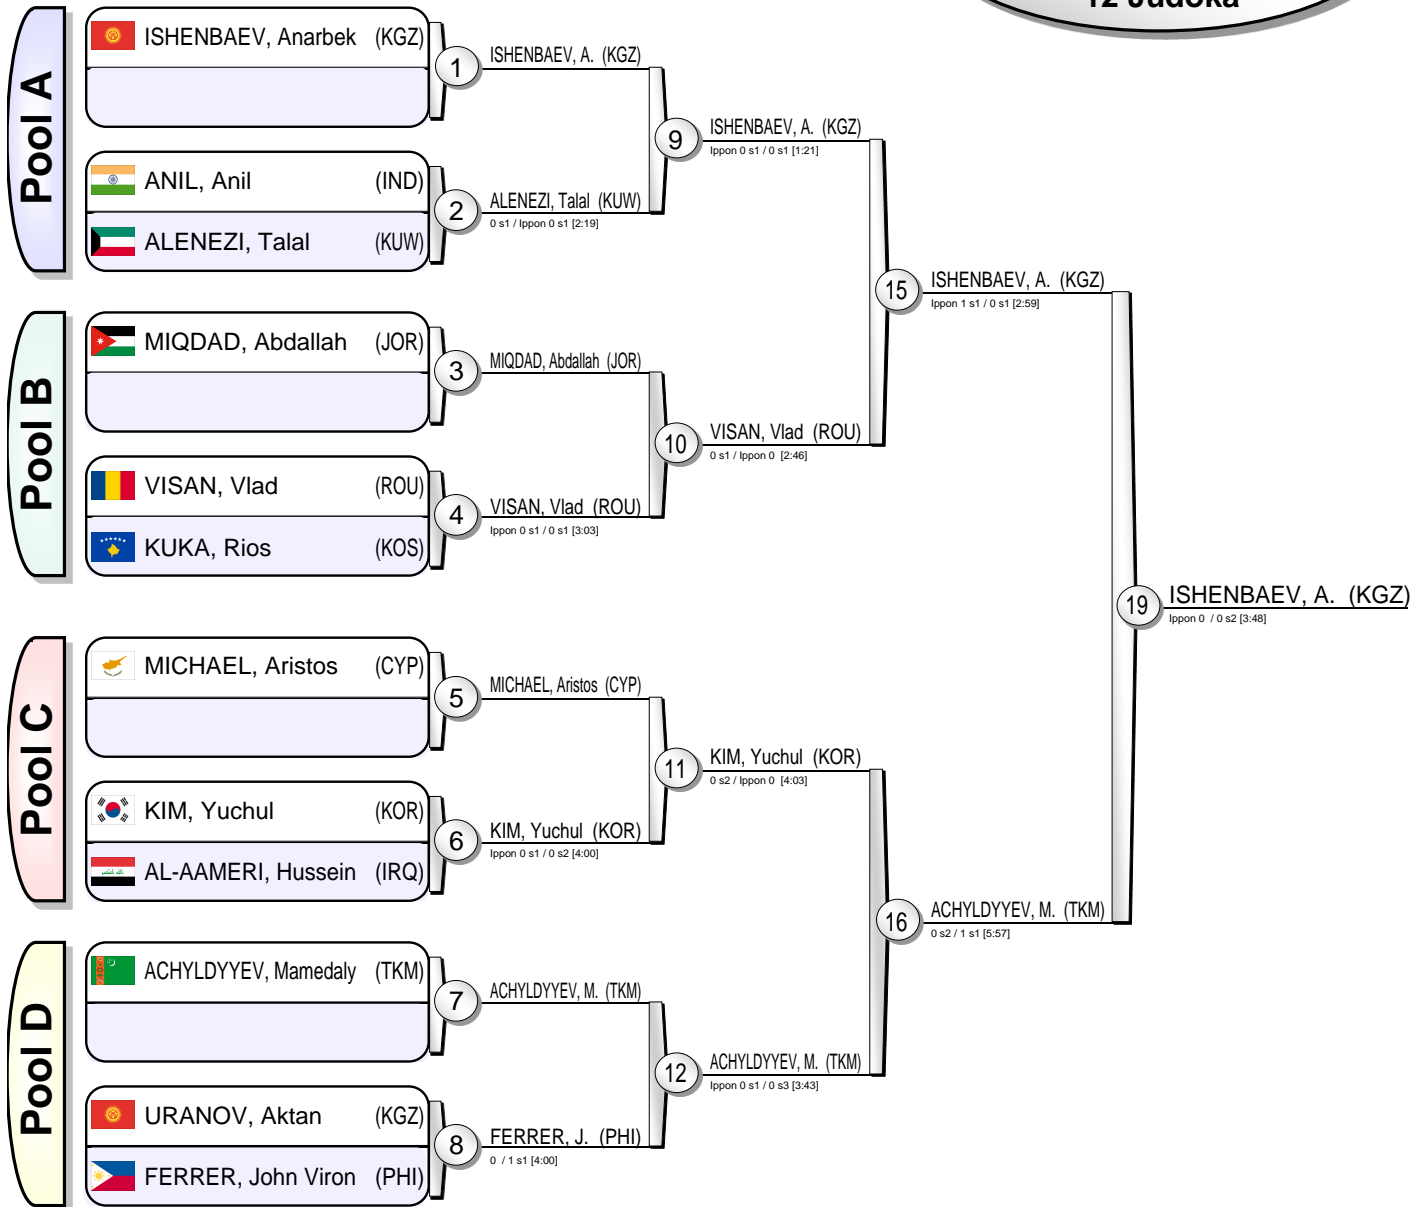 12 Judoka
Pool A
ISHENBAEV, Anarbek (KGZ)
1
ISHENBAEV, A. (KGZ)
ANIL, Anil (IND)
ALENEZI, Talal (KUW)
2
ALENEZI, Talal (KUW)
0 s1 / Ippon 0 s1 [2:19]
9
ISHENBAEV, A. (KGZ)
Ippon 0 s1 / 0 s1 [1:21]
Pool B
MIQDAD, Abdallah (JOR)
3
MIQDAD, Abdallah (JOR)
VISAN, Vlad (ROU)
KUKA, Rios (KOS)
4
VISAN, Vlad (ROU)
Ippon 0 s1 / 0 s1 [3:03]
10
VISAN, Vlad (ROU)
0 s1 / Ippon 0 [2:46]
15
ISHENBAEV, A. (KGZ)
Ippon 1 s1 / 0 s1 [2:59]
Pool C
MICHAEL, Aristos (CYP)
5
MICHAEL, Aristos (CYP)
KIM, Yuchul (KOR)
AL-AAMERI, Hussein (IRQ)
6
KIM, Yuchul (KOR)
Ippon 0 s1 / 0 s2 [4:00]
11
KIM, Yuchul (KOR)
0 s2 / Ippon 0 [4:03]
Pool D
ACHYLDYYEV, Mamedaly (TKM)
7
ACHYLDYYEV, M. (TKM)
URANOV, Aktan (KGZ)
FERRER, John Viron (PHI)
8
FERRER, J. (PHI)
0 / 1 s1 [4:00]
12
ACHYLDYYEV, M. (TKM)
Ippon 0 s1 / 0 s3 [3:43]
16
ACHYLDYYEV, M. (TKM)
0 s2 / 1 s1 [5:57]
19
ISHENBAEV, A. (KGZ)
Ippon 0 / 0 s2 [3:48]